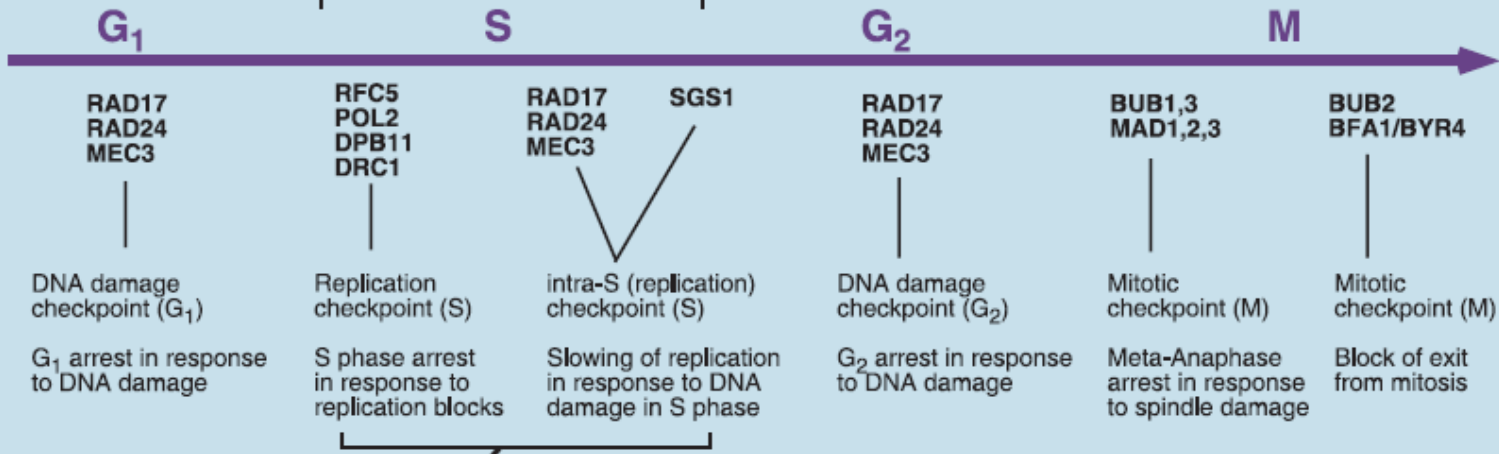 G₁ S G₂ M
RAD17
RAD24
MEC3
RFC5
POL2
DPB11
DRC1
RAD17
RAD24
MEC3
SGS1
RAD17
RAD24
MEC3
BUB1,3
MAD1,2,3
BUB2
BFA1/BYR4
DNA damage
checkpoint (G₁)
G₁ arrest in response
to DNA damage
Replication
checkpoint (S)
S phase arrest
in response to
replication blocks
intra-S (replication)
checkpoint (S)
Slowing of replication
in response to DNA
damage in S phase
DNA damage
checkpoint (G₂)
G₂ arrest in response
to DNA damage
Mitotic
checkpoint (M)
Meta-Anaphase
arrest in response
to spindle damage
Mitotic
checkpoint (M)
Block of exit
from mitosis